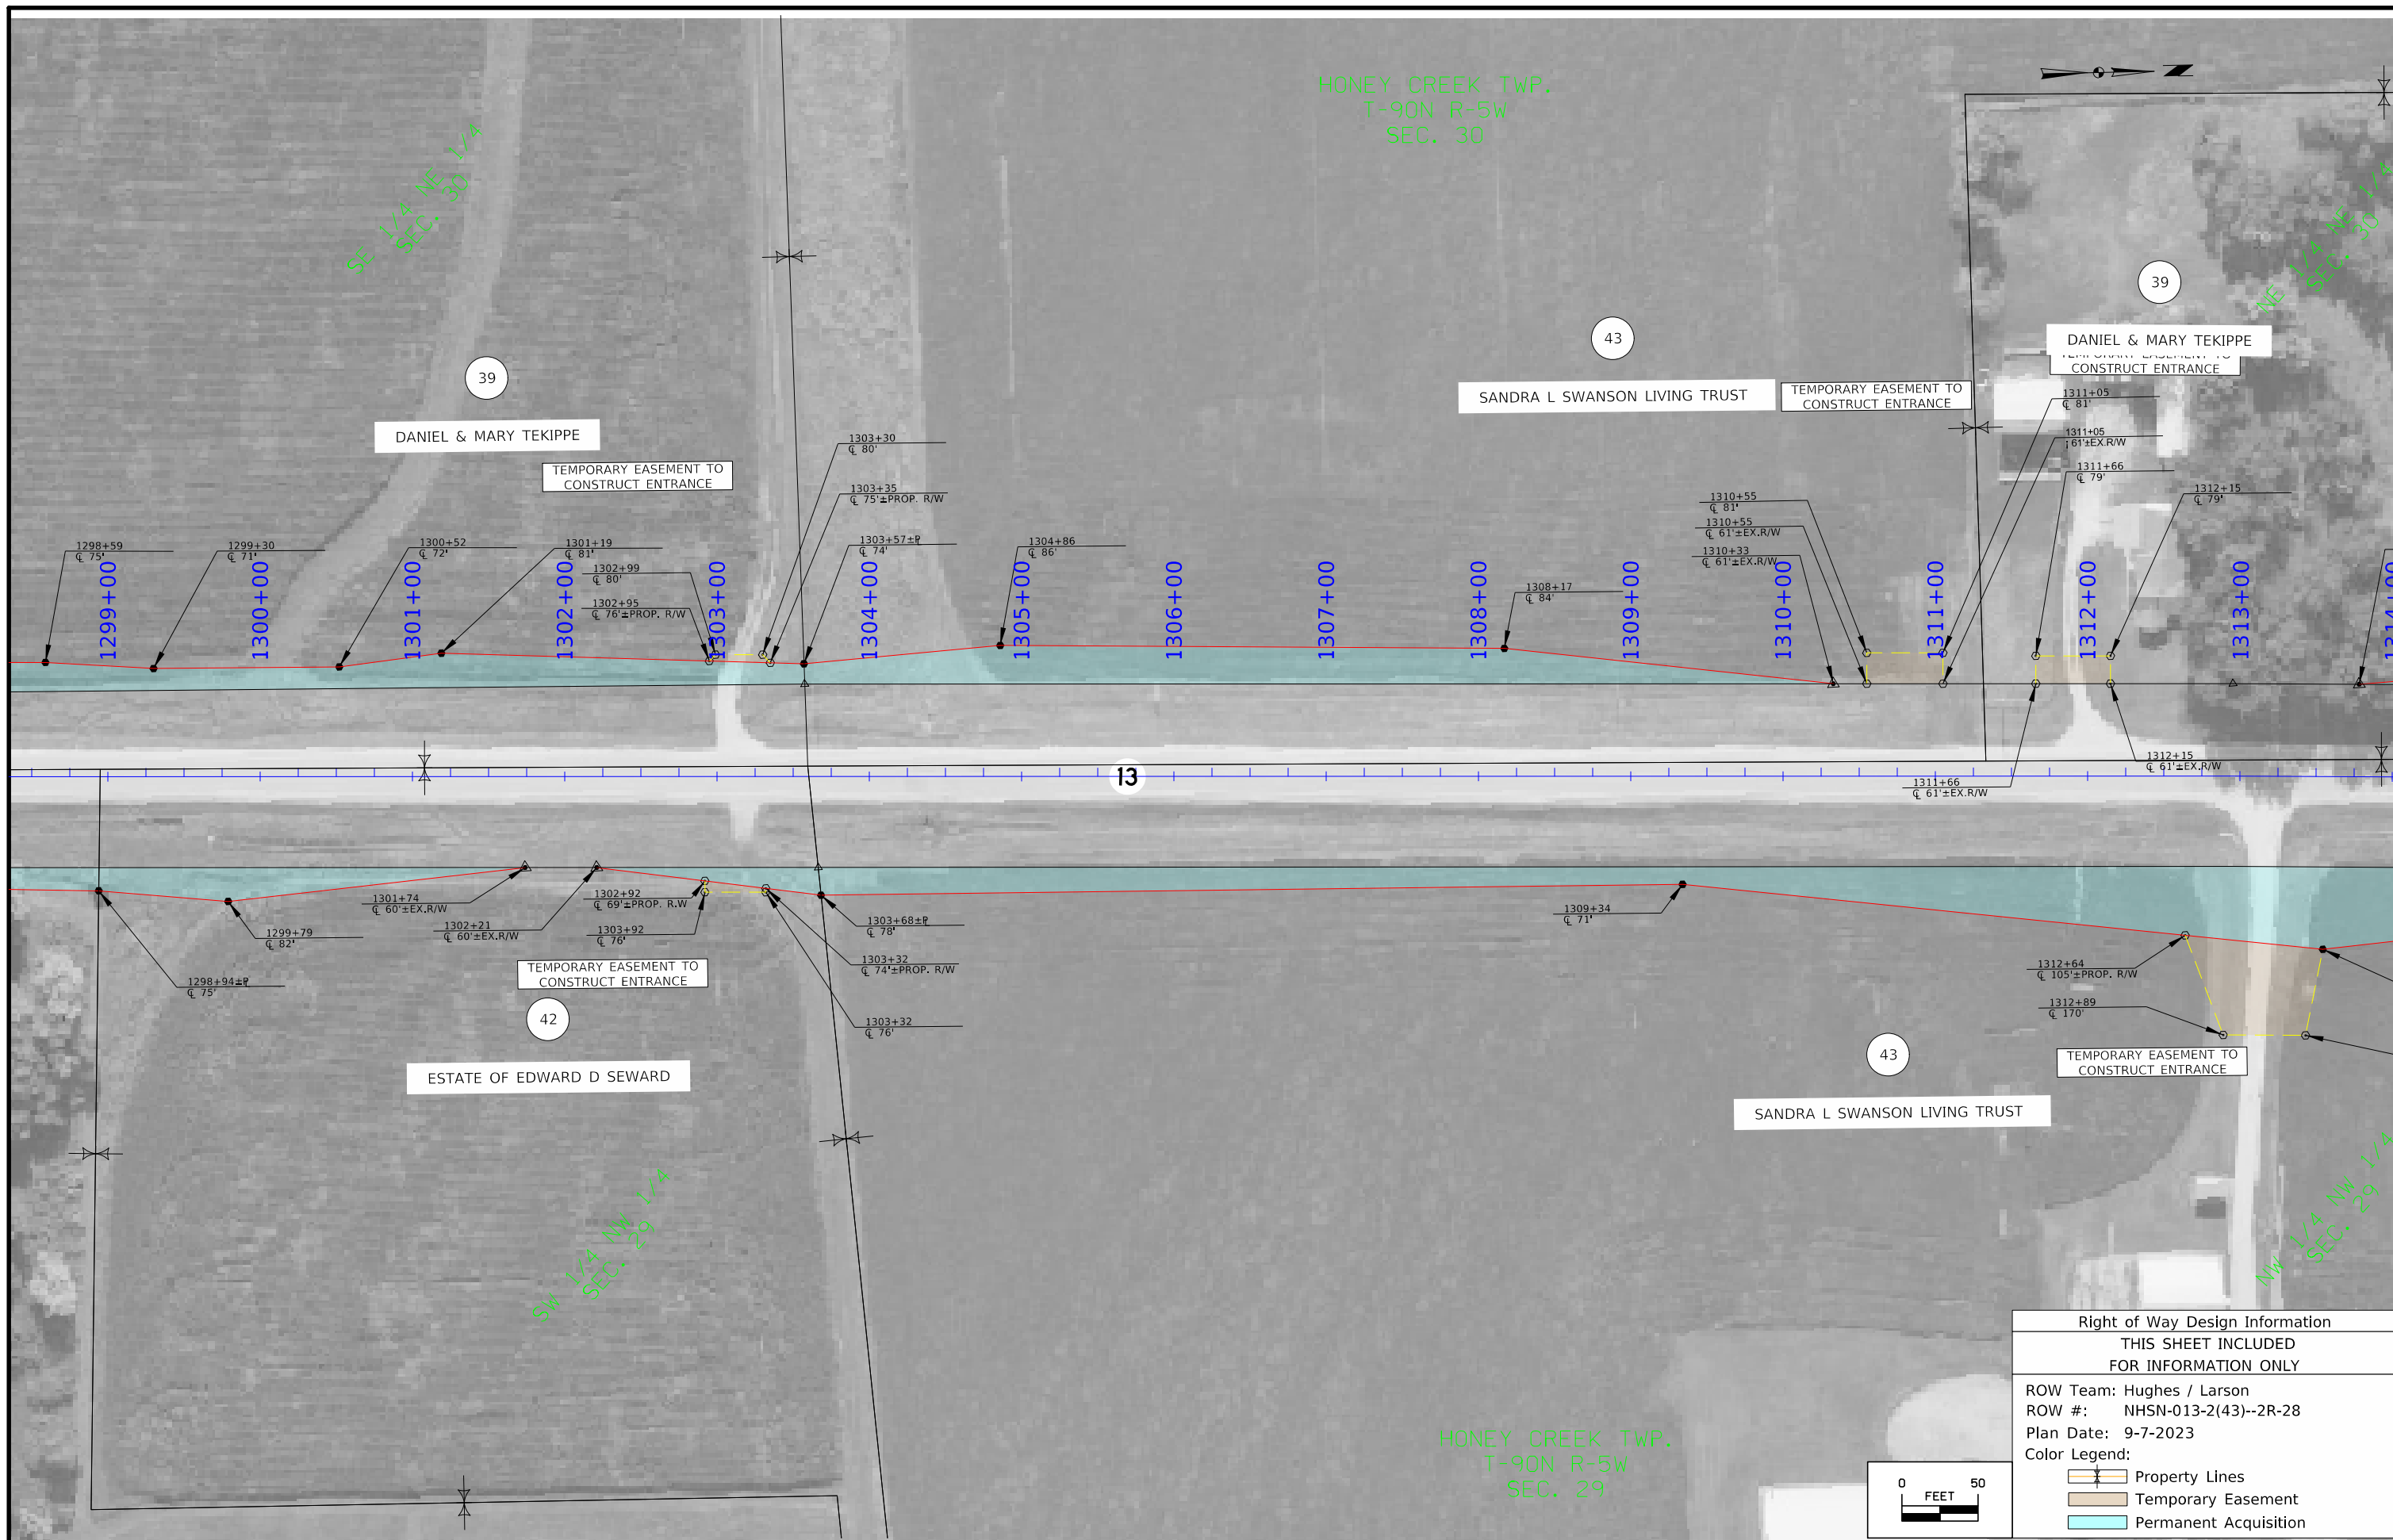 HONEY CREEK TWP.
T-90N R-5W
SEC. 30
SE 1/4 NE 1/4
SEC. 30
NE 1/4 NE 1/4
SEC. 30
39
DANIEL & MARY TEKIPPE
TEMPORARY EASEMENT TO
CONSTRUCT ENTRANCE
43
SANDRA L SWANSON LIVING TRUST
TEMPORARY EASEMENT TO
CONSTRUCT ENTRANCE
39
DANIEL & MARY TEKIPPE
TEMPORARY EASEMENT TO
CONSTRUCT ENTRANCE
1298+59
℄ 75'
1299+30
℄ 71'
1300+52
℄ 72'
1301+19
℄ 81'
1302+99
℄ 80'
1302+95
℄ 76'±PROP. R/W
1303+30
℄ 80'
1303+35
℄ 75'±PROP. R/W
1303+57±℄
℄ 74'
1304+86
℄ 86'
1308+17
℄ 84'
1310+55
℄ 81'
1310+55
℄ 61'±EX.R/W
1310+33
℄ 61'±EX.R/W
1311+05
℄ 81'
1311+05
¡ 61'±EX.R/W
1311+66
℄ 79'
1312+15
℄ 79'
1299+00
1300+00
1301+00
1302+00
1303+00
1304+00
1305+00
1306+00
1307+00
1308+00
1309+00
1310+00
1311+00
1312+00
1313+00
1314+00
13
1311+66
℄ 61'±EX.R/W
1312+15
℄ 61'±EX.R/W
1298+94±℄
℄ 75'
1299+79
℄ 82'
1301+74
℄ 60'±EX.R/W
1302+21
℄ 60'±EX.R/W
1302+92
℄ 69'±PROP. R.W
1303+92
℄ 76'
1303+68±℄
℄ 78'
1303+32
℄ 74'±PROP. R/W
1303+32
℄ 76'
1309+34
℄ 71'
1312+64
℄ 105'±PROP. R/W
1312+89
℄ 170'
TEMPORARY EASEMENT TO
CONSTRUCT ENTRANCE
42
ESTATE OF EDWARD D SEWARD
43
SANDRA L SWANSON LIVING TRUST
TEMPORARY EASEMENT TO
CONSTRUCT ENTRANCE
SW 1/4 NW 1/4
SEC. 29
NW 1/4 NW 1/4
SEC. 29
HONEY CREEK TWP.
T-90N R-5W
SEC. 29
0 50
FEET
Right of Way Design Information
THIS SHEET INCLUDED
FOR INFORMATION ONLY
ROW Team: Hughes / Larson
ROW #: NHSN-013-2(43)--2R-28
Plan Date: 9-7-2023
Color Legend:
Property Lines
Temporary Easement
Permanent Acquisition